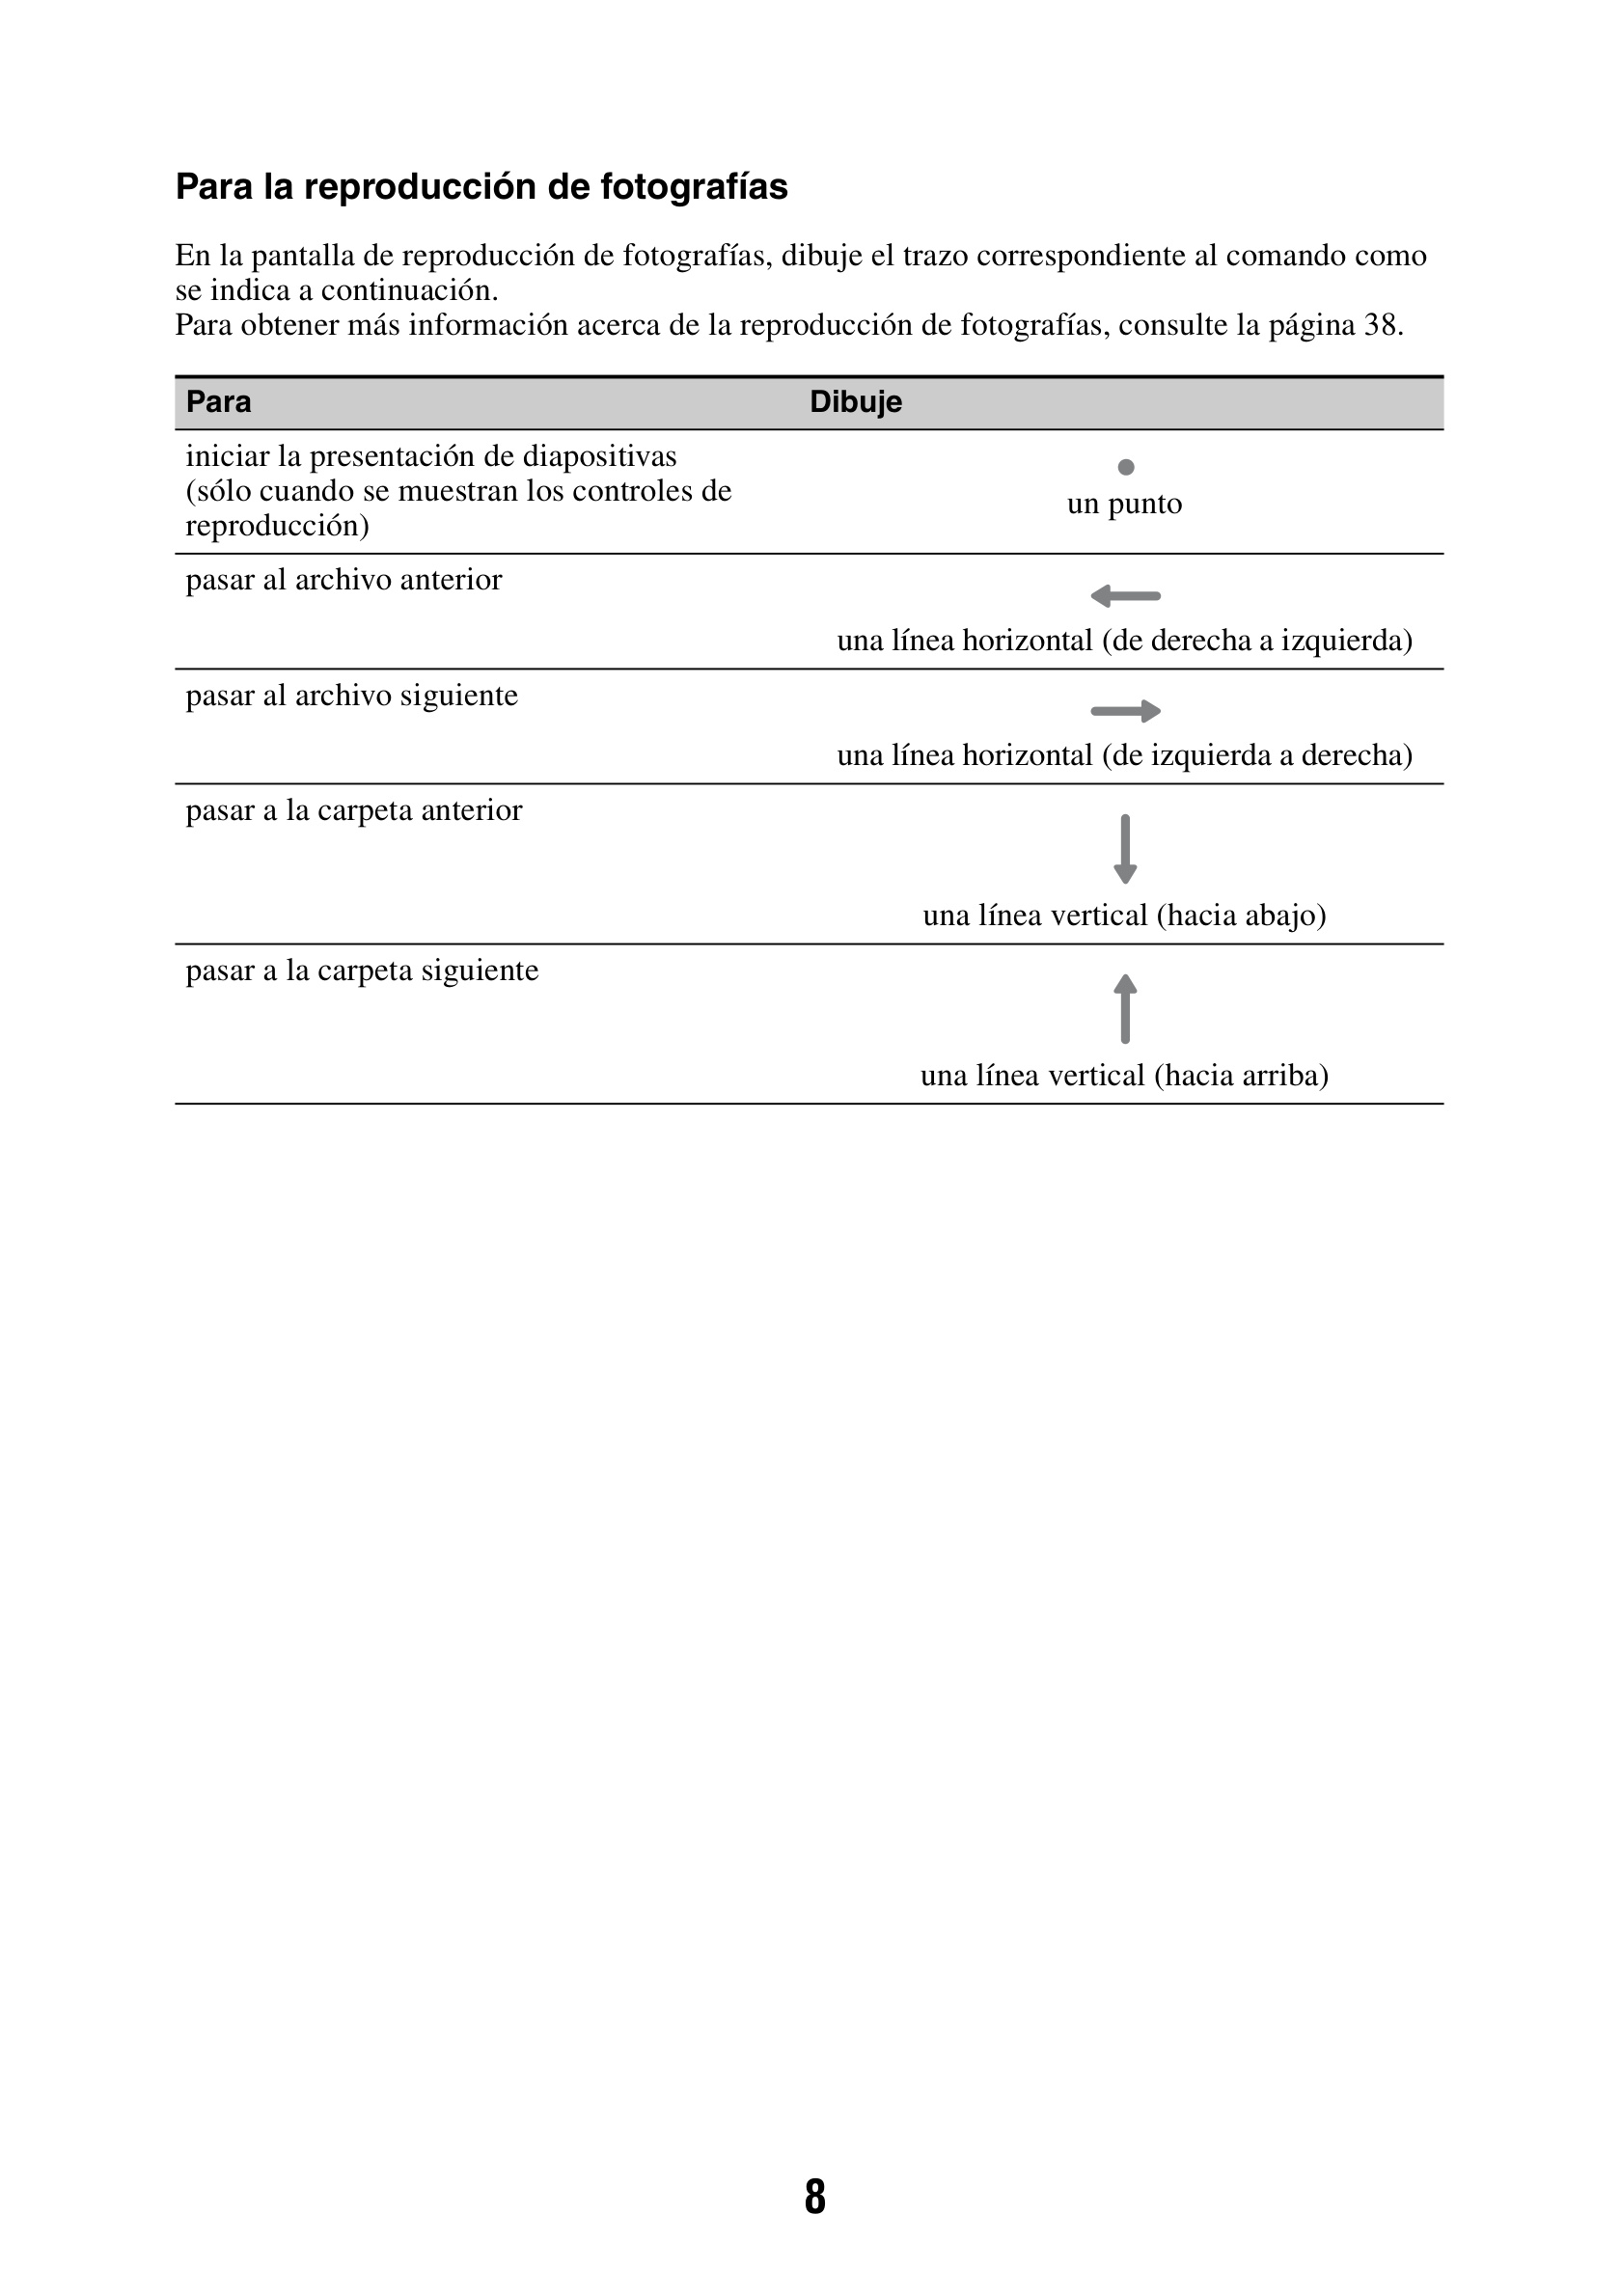 Para la reproducción de fotografías
En la pantalla de reproducción de fotografías, dibuje el trazo correspondiente al comando como
se indica a continuación.
Para obtener más información acerca de la reproducción de fotografías, consulte la página 38.
Para Dibuje
iniciar la presentación de diapositivas
(sólo cuando se muestran los controles de
reproducción)
un punto
pasar al archivo anterior
una línea horizontal (de derecha a izquierda)
pasar al archivo siguiente
una línea horizontal (de izquierda a derecha)
pasar a la carpeta anterior
una línea vertical (hacia abajo)
pasar a la carpeta siguiente
una línea vertical (hacia arriba)
8